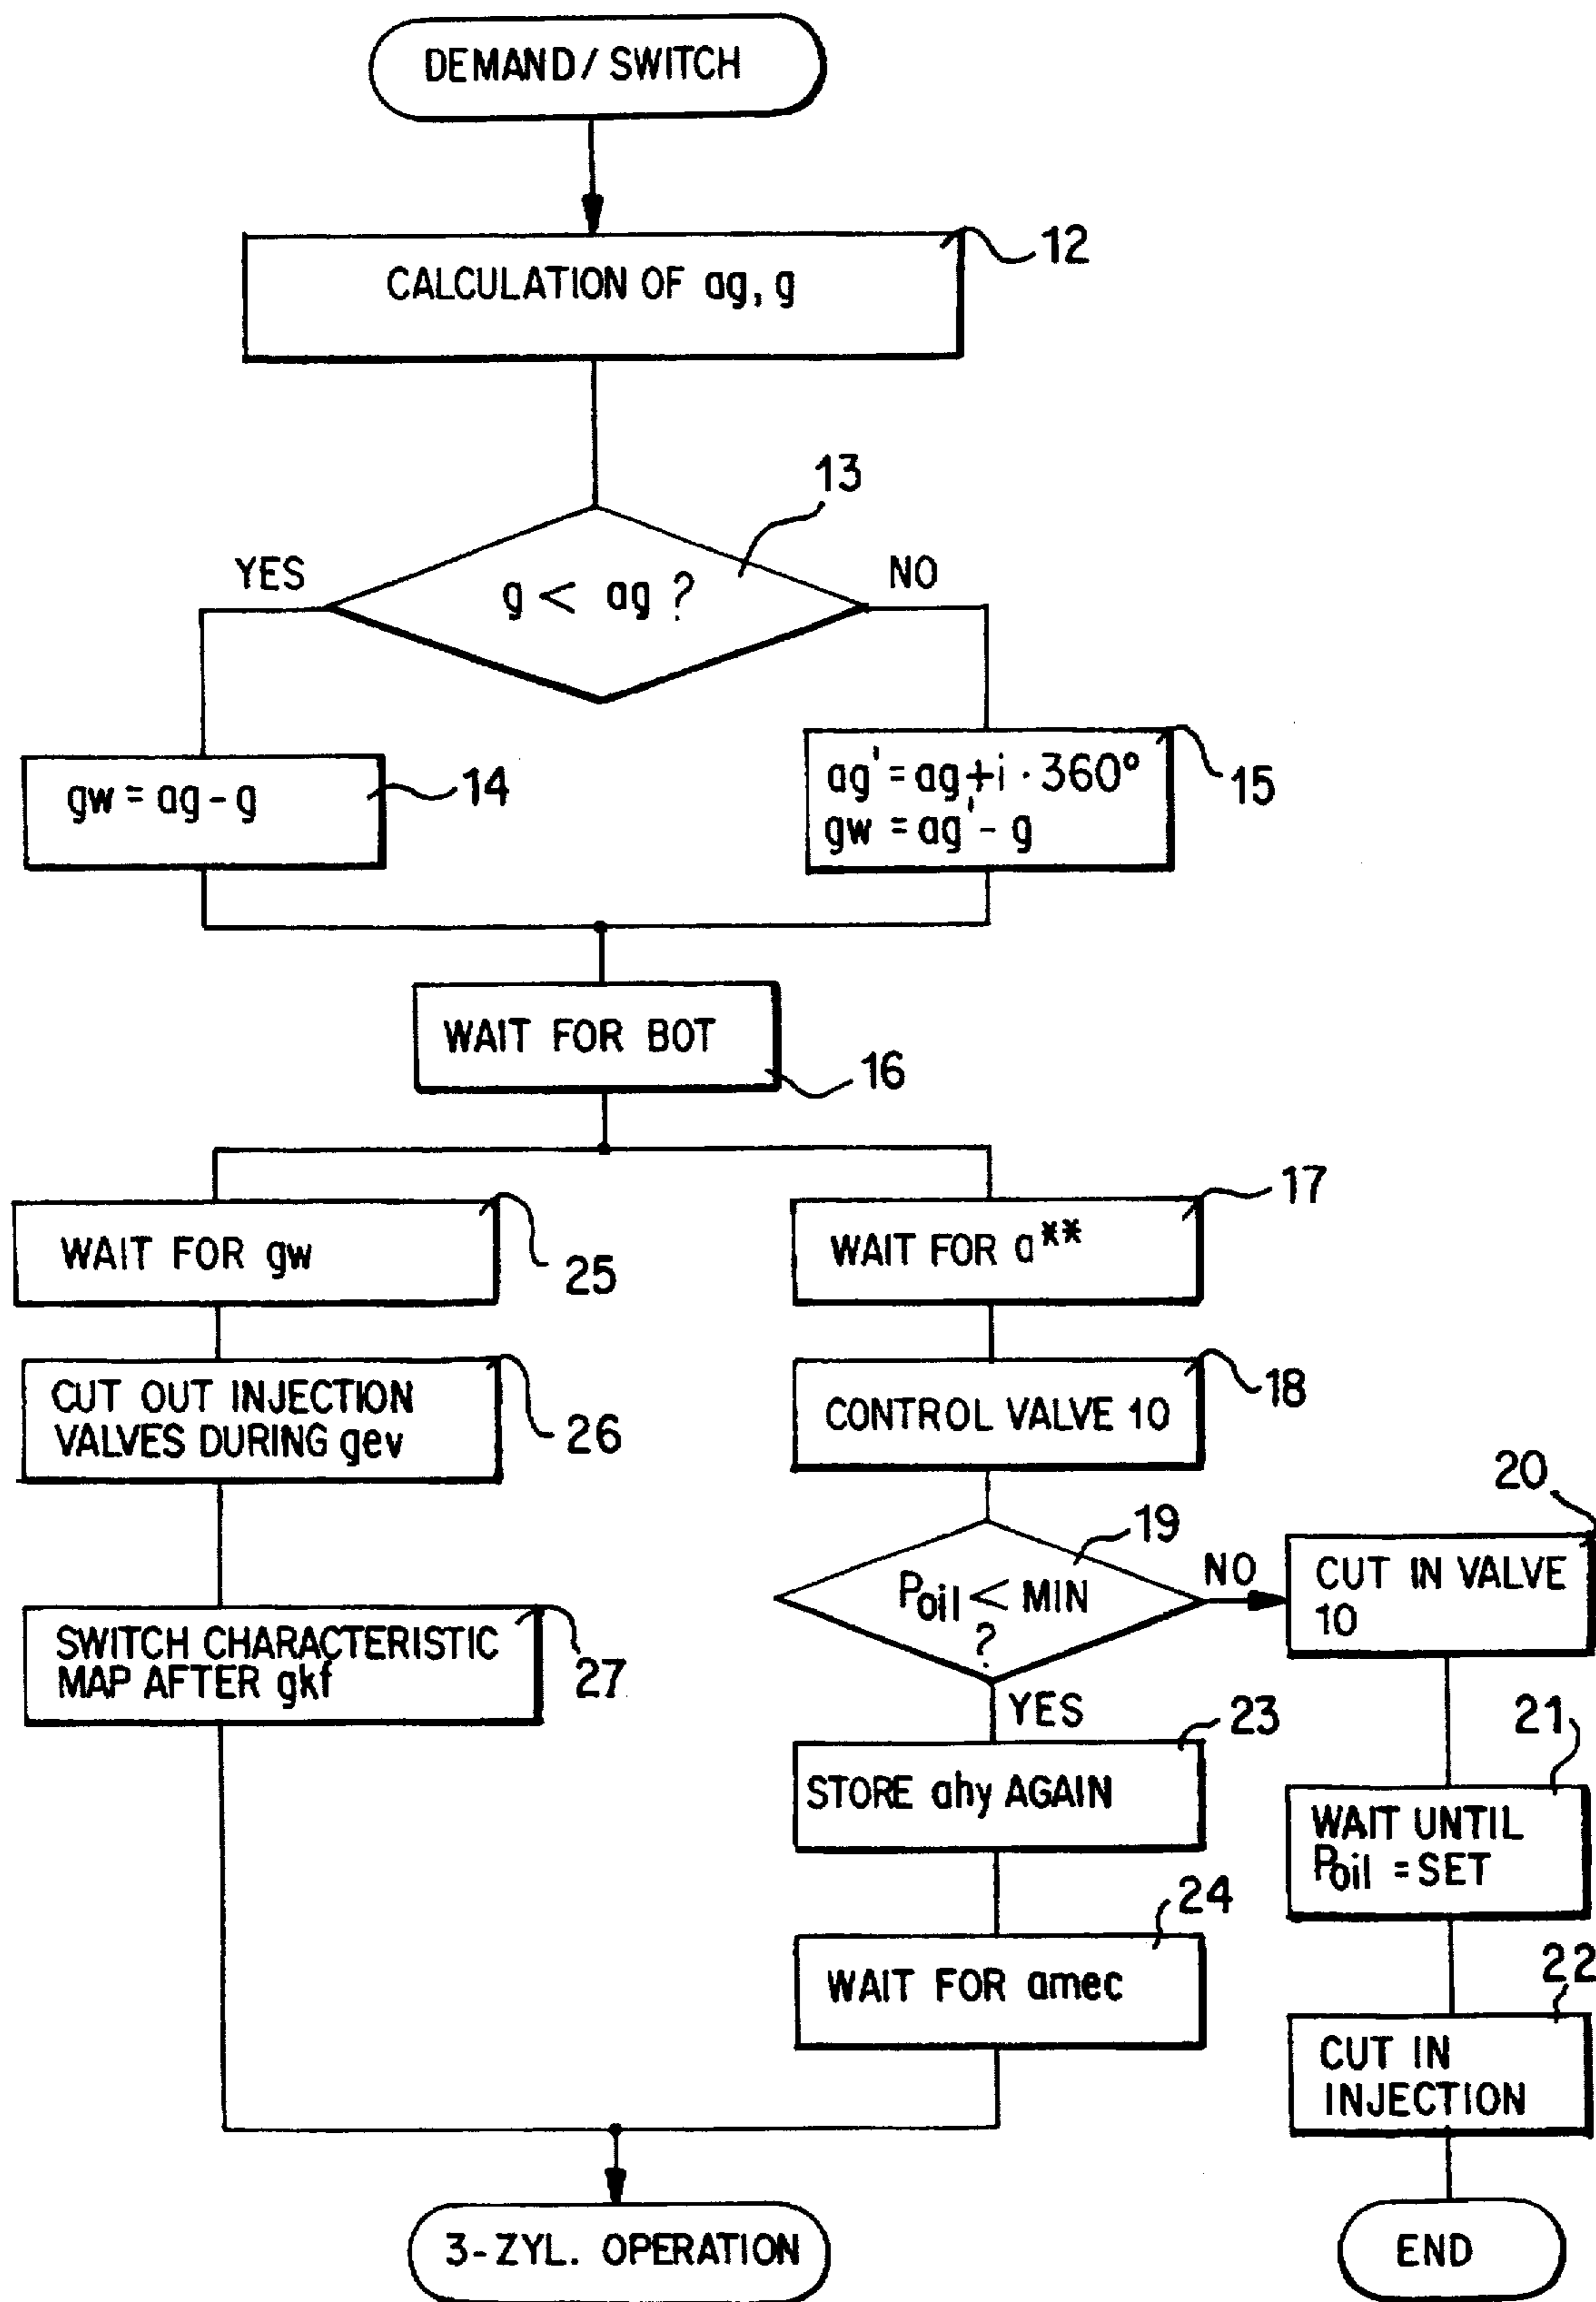 DEMAND/ SWITCH
CALCULATION OF ag, g
12
13
YES
g < ag ?
NO
gw = ag - g
14
ag' = ag + i · 360°
gw = ag' - g
15
WAIT FOR BOT
16
WAIT FOR gw
25
WAIT FOR a**
17
CUT OUT INJECTION
VALVES DURING gev
26
CONTROL VALVE 10
18
19
Poil < MIN
?
NO
YES
20
CUT IN VALVE
10
SWITCH CHARACTERISTIC
MAP AFTER gkf
27
STORE ahy AGAIN
23
21
WAIT UNTIL
Poil = SET
WAIT FOR amec
24
22
CUT IN
INJECTION
3-ZYL. OPERATION
END